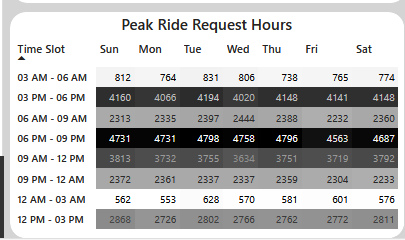 Peak Ride Request Hours
Time Slot Sun Mon Tue Wed Thu Fri Sat
03 AM - 06 AM 812 764 831 806 738 765 774
03 PM - 06 PM 4160 4066 4194 4020 4148 4141 4148
06 AM - 09 AM 2313 2335 2397 2444 2388 2232 2360
06 PM - 09 PM 4731 4731 4798 4758 4796 4563 4687
09 AM - 12 PM 3813 3732 3755 3634 3751 3719 3792
09 PM - 12 AM 2372 2361 2337 2337 2359 2304 2233
12 AM - 03 AM 562 553 628 570 581 601 576
12 PM - 03 PM 2868 2726 2802 2766 2762 2772 2811